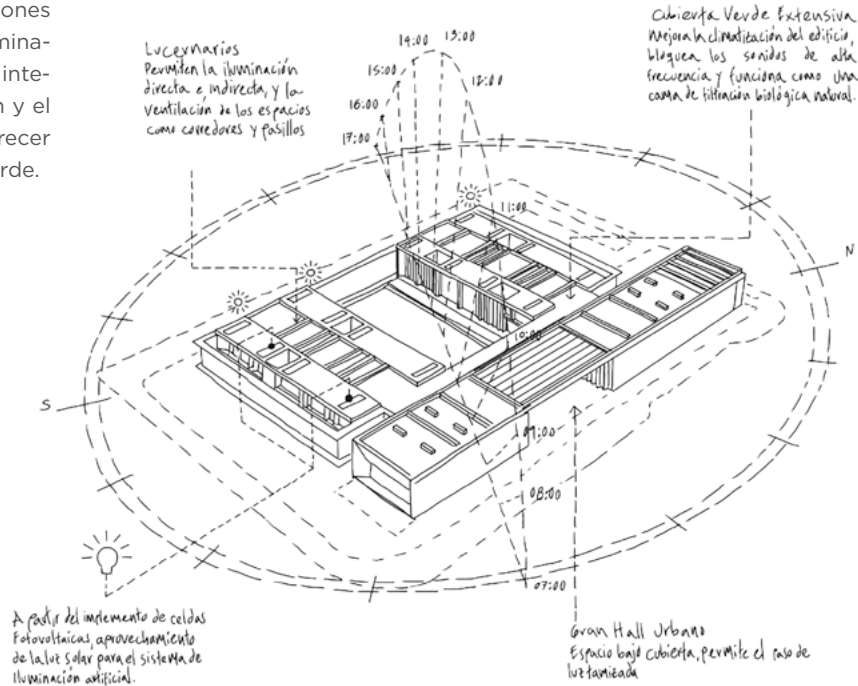 ones
mina-
inte-
n y el
recer
rde.
Lucernarios
Permiten la iluminación
directa e indirecta, y la
ventilación de los espacios
como corredores y pasillos
Cubierta Verde Extensiva
Mejora la climatización del edificio,
bloquea los sonidos de alta
frecuencia y funciona como una
cama de filtración biológica natural.
14:00 13:00
15:00 12:00
16:00
17:00
11:00
N
10:00
S
09:00
08:00
07:00
A partir del implemento de celdas
Fotovoltaicas, aprovechamiento
de la luz solar para el sistema de
iluminación artificial.
Gran Hall Urbano
Espacio bajo cubierta, permite el paso de
luz tamizada